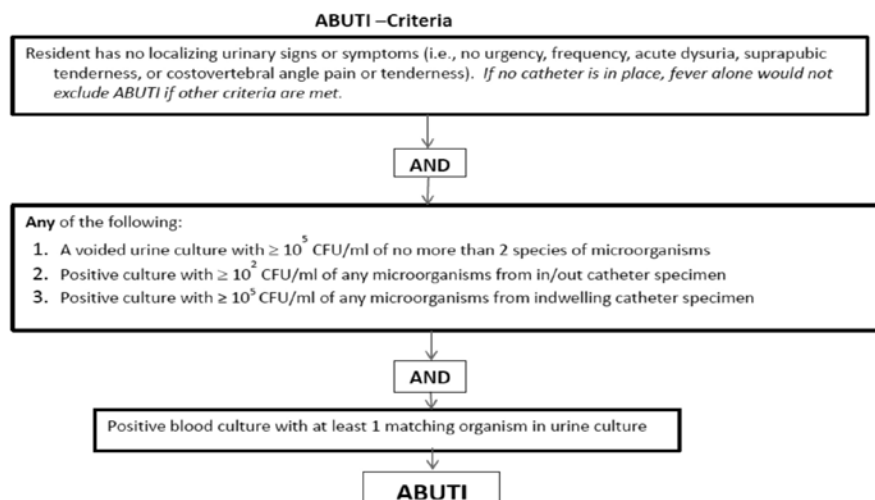 ABUTI –Criteria
Resident has no localizing urinary signs or symptoms (i.e., no urgency, frequency, acute dysuria, suprapubic
tenderness, or costovertebral angle pain or tenderness). If no catheter is in place, fever alone would not
exclude ABUTI if other criteria are met.
AND
Any of the following:
1. A voided urine culture with ≥ 10⁵ CFU/ml of no more than 2 species of microorganisms
2. Positive culture with ≥ 10² CFU/ml of any microorganisms from in/out catheter specimen
3. Positive culture with ≥ 10⁵ CFU/ml of any microorganisms from indwelling catheter specimen
AND
Positive blood culture with at least 1 matching organism in urine culture
ABUTI